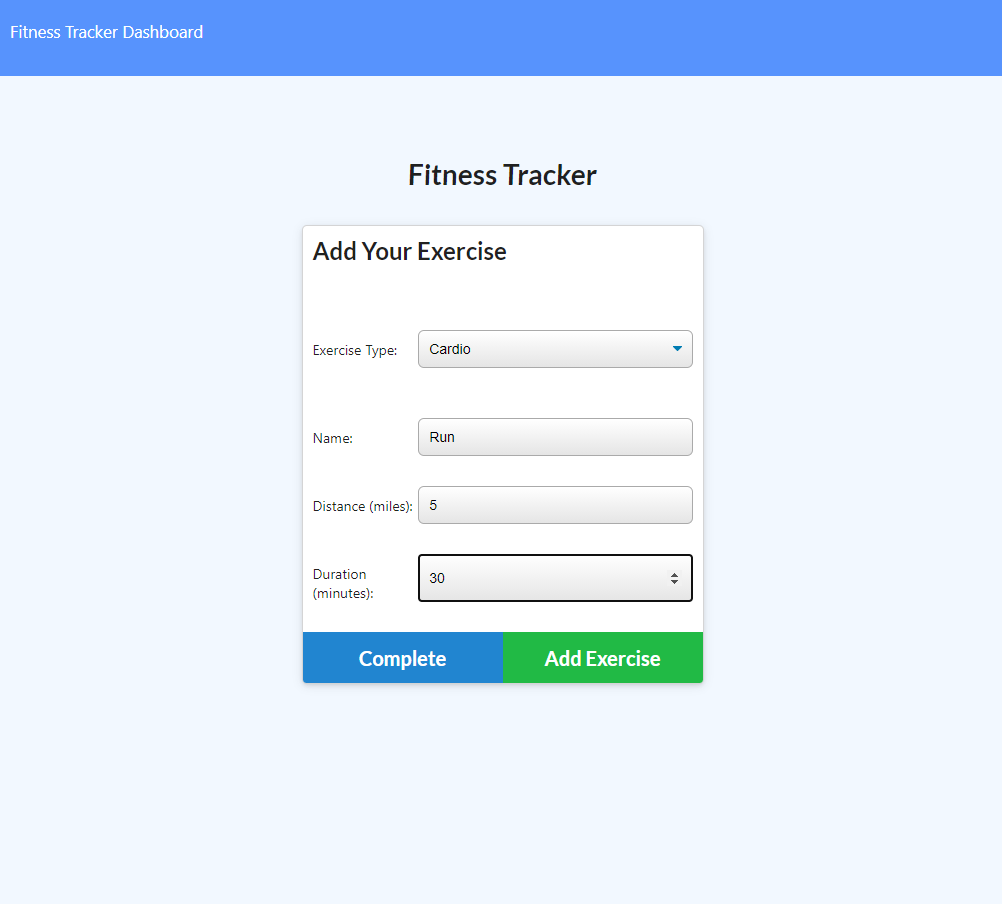 Fitness Tracker Dashboard
Fitness Tracker
Add Your Exercise
Exercise Type: Cardio
Name: Run
Distance (miles): 5
Duration
(minutes): 30
Complete Add Exercise